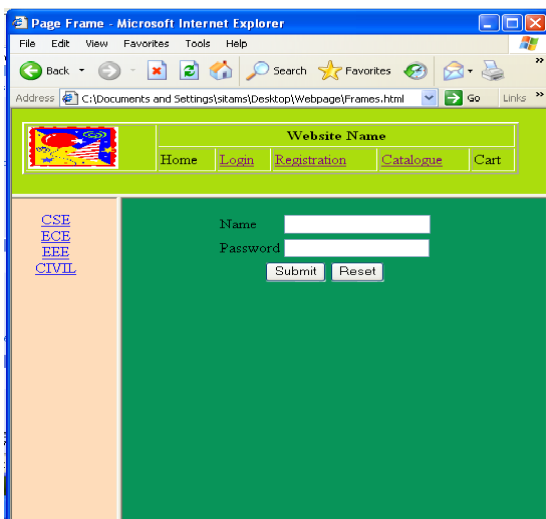 Page Frame - Microsoft Internet Explorer
File Edit View Favorites Tools Help
Back Search Favorites »
Address C:\Documents and Settings\sitams\Desktop\Webpage\Frames.html Go Links »
Website Name
Home Login Registration Catalogue Cart
CSE
ECE
EEE
CIVIL
Name
Password
Submit Reset